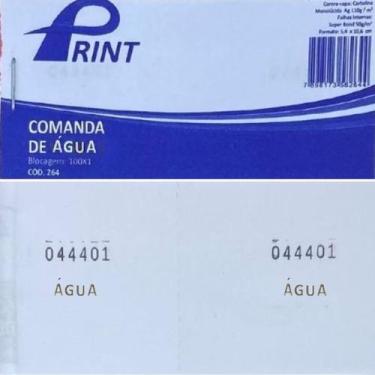 PRINT
Contra-capa: Cartolina
Monolúcido Ag 110g / m²
Folhas Internas:
Super Bond 50g/m²
Formato: 5,4 x 10,6 cm
COMANDA
DE ÁGUA
Blocagem: 100X1
COD. 264
044401 044401
ÁGUA ÁGUA